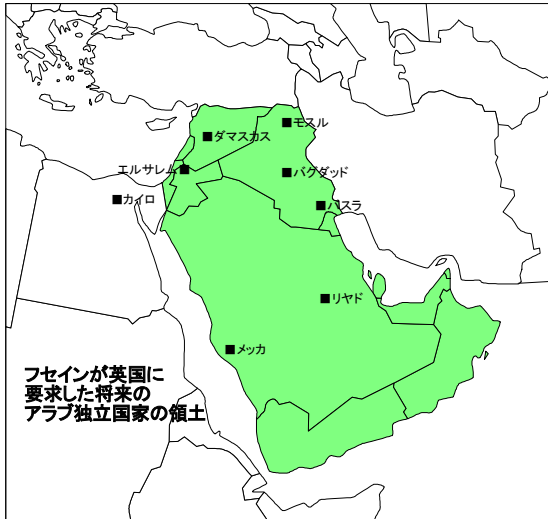 モスル
ダマスカス
エルサレム
バグダッド
カイロ
バスラ
リヤド
メッカ
フセインが英国に
要求した将来の
アラブ独立国家の領土